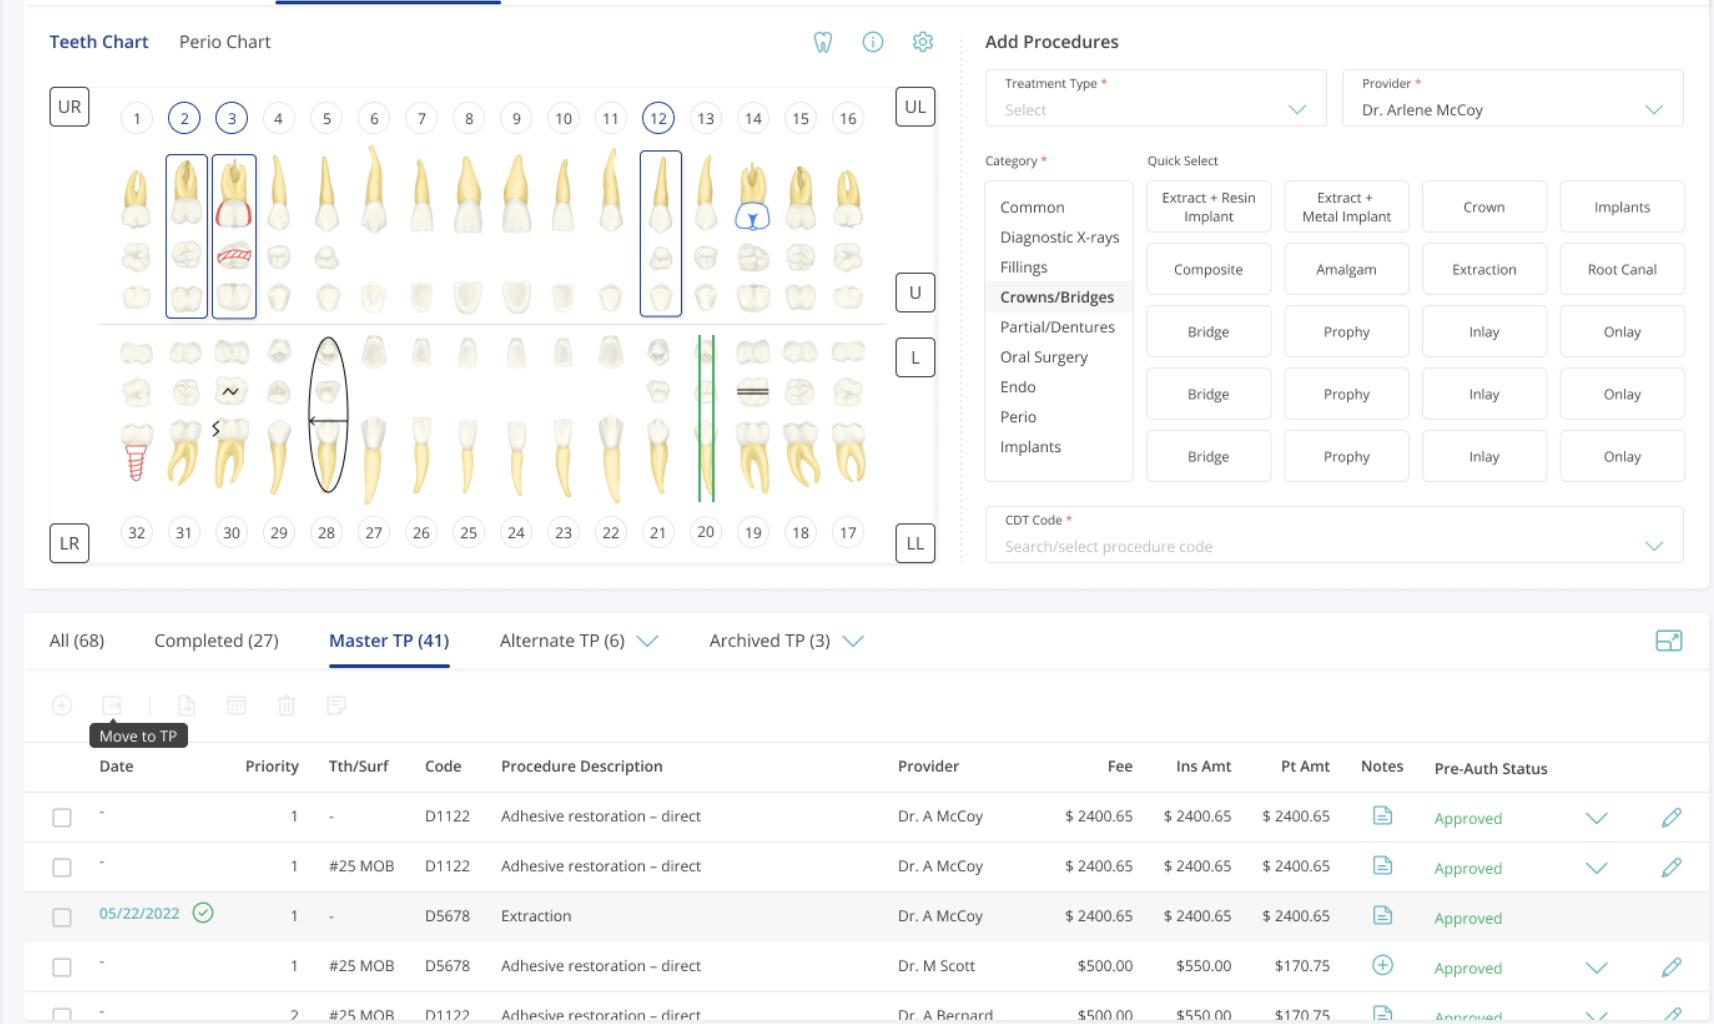 Teeth Chart Perio Chart
UR 1 2 3 4 5 6 7 8 9 10 11 12 13 14 15 16 UL
U
L
LR 32 31 30 29 28 27 26 25 24 23 22 21 20 19 18 17 LL
Add Procedures
Treatment Type * Provider *
Select Dr. Arlene McCoy
Category * Quick Select
Common
Diagnostic X-rays
Fillings
Crowns/Bridges
Partial/Dentures
Oral Surgery
Endo
Perio
Implants
Extract + Resin
Implant
Extract +
Metal Implant
Crown
Implants
Composite Amalgam Extraction Root Canal
Bridge Prophy Inlay Onlay
Bridge Prophy Inlay Onlay
Bridge Prophy Inlay Onlay
CDT Code *
Search/select procedure code
All (68) Completed (27) Master TP (41) Alternate TP (6) Archived TP (3)
Move to TP
Date Priority Tth/Surf Code Procedure Description Provider Fee Ins Amt Pt Amt Notes Pre-Auth Status
- 1 - D1122 Adhesive restoration – direct Dr. A McCoy $ 2400.65 $ 2400.65 $ 2400.65 Approved
- 1 #25 MOB D1122 Adhesive restoration – direct Dr. A McCoy $ 2400.65 $ 2400.65 $ 2400.65 Approved
05/22/2022 1 - D5678 Extraction Dr. A McCoy $ 2400.65 $ 2400.65 $ 2400.65 Approved
- 1 #25 MOB D5678 Adhesive restoration – direct Dr. M Scott $500.00 $550.00 $170.75 Approved
- 2 #25 MOB D1122 Adhesive restoration – direct Dr. A Bernard $500.00 $550.00 $170.75 Approved